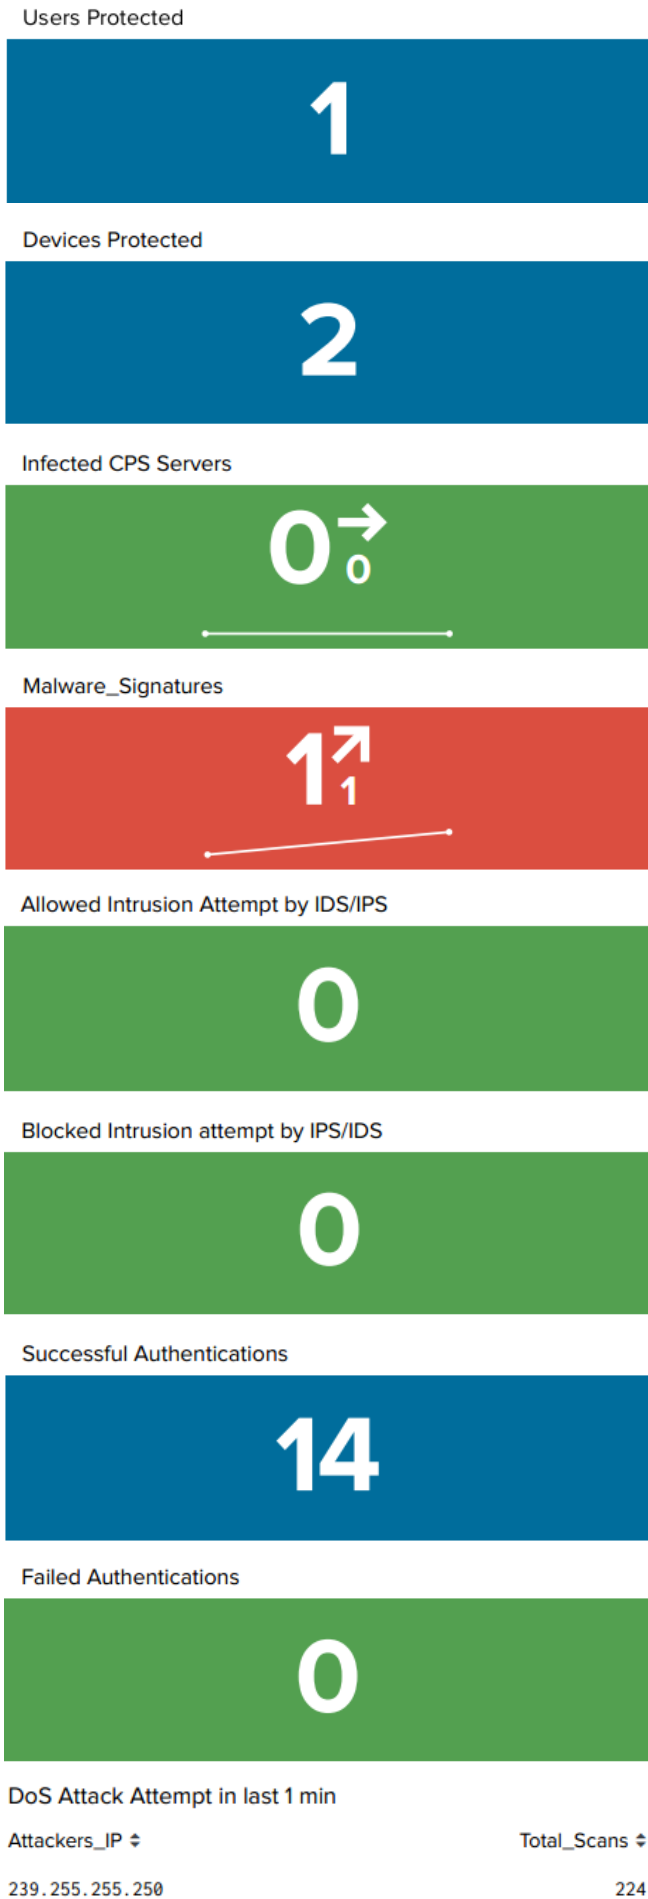 Users Protected
1
Devices Protected
2
Infected CPS Servers
0
0
Malware_Signatures
1
1
Allowed Intrusion Attempt by IDS/IPS
0
Blocked Intrusion attempt by IPS/IDS
0
Successful Authentications
14
Failed Authentications
0
DoS Attack Attempt in last 1 min
Attackers_IP Total_Scans
239.255.255.250 224